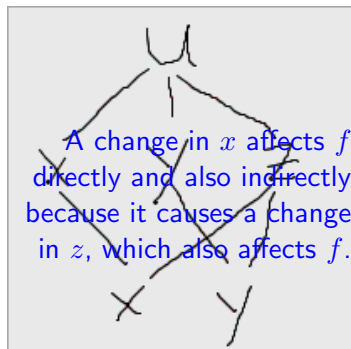 u
A change in x affects f
directly and also indirectly
because it causes a change
in z, which also affects f.
x y